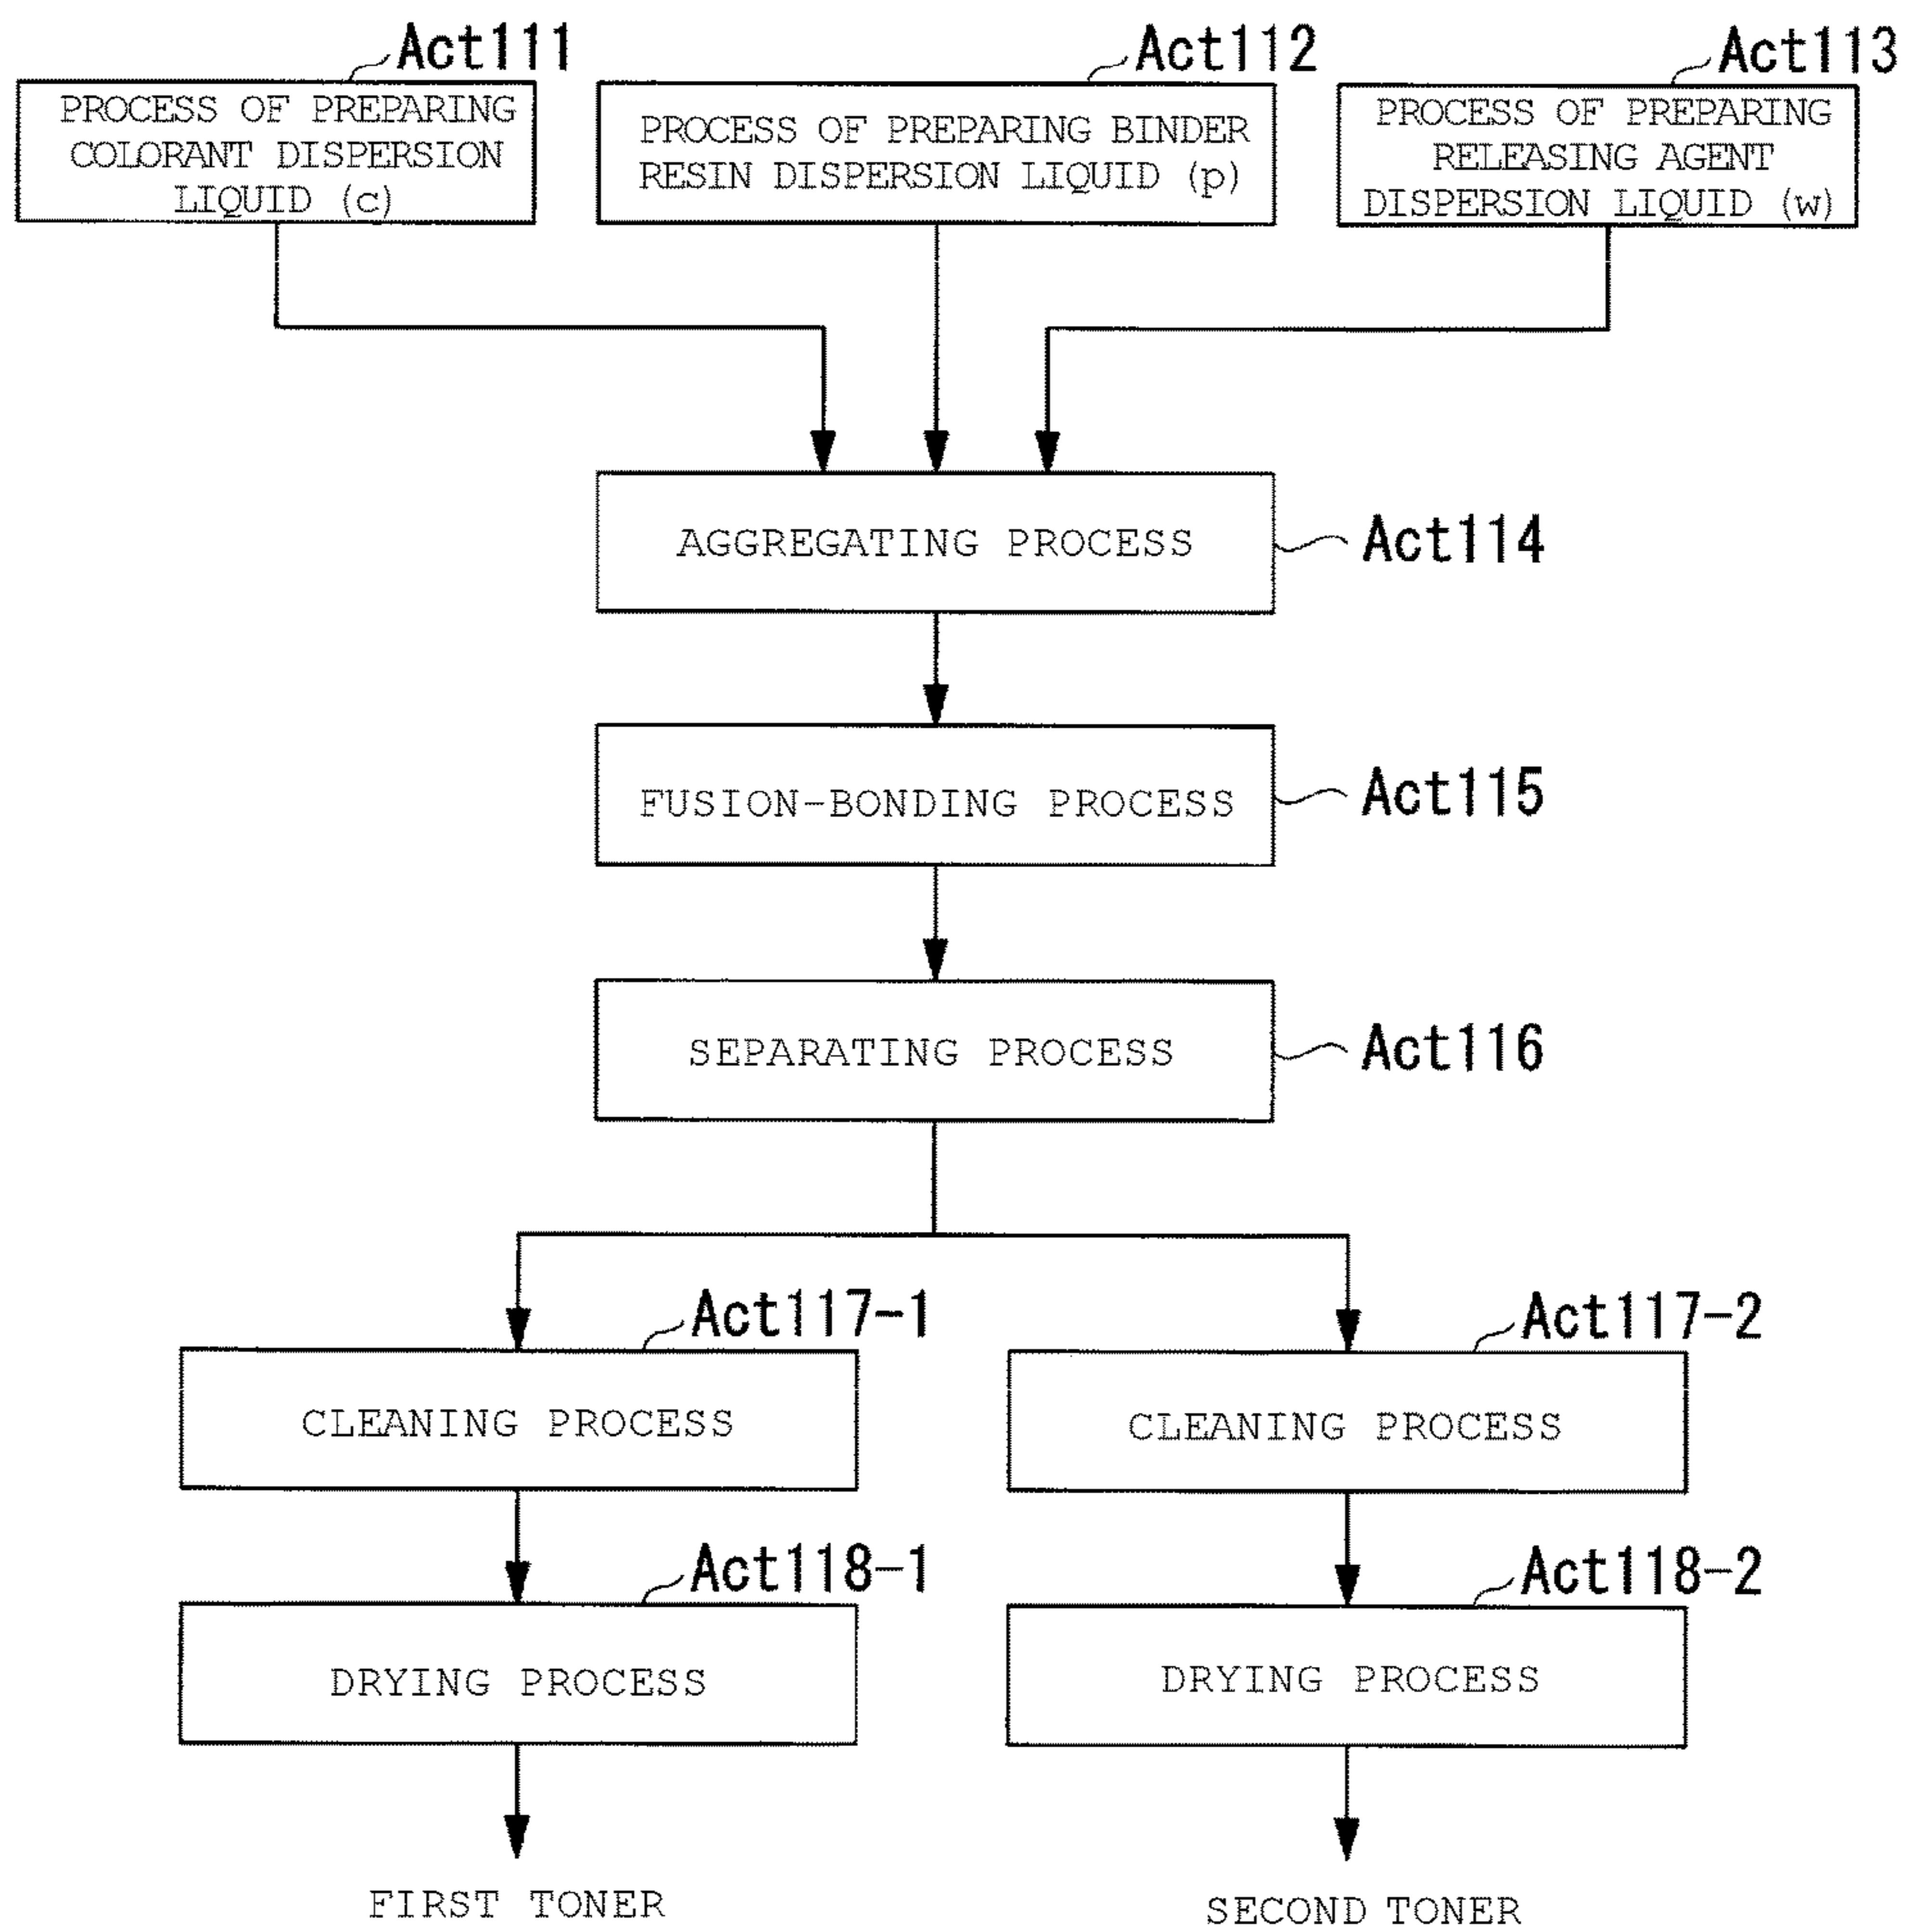 Act111
PROCESS OF PREPARING
COLORANT DISPERSION
LIQUID (c)
Act112
PROCESS OF PREPARING BINDER
RESIN DISPERSION LIQUID (p)
Act113
PROCESS OF PREPARING
RELEASING AGENT
DISPERSION LIQUID (w)
AGGREGATING PROCESS
Act114
FUSION-BONDING PROCESS
Act115
SEPARATING PROCESS
Act116
Act117-1
CLEANING PROCESS
Act117-2
CLEANING PROCESS
Act118-1
DRYING PROCESS
Act118-2
DRYING PROCESS
FIRST TONER
SECOND TONER